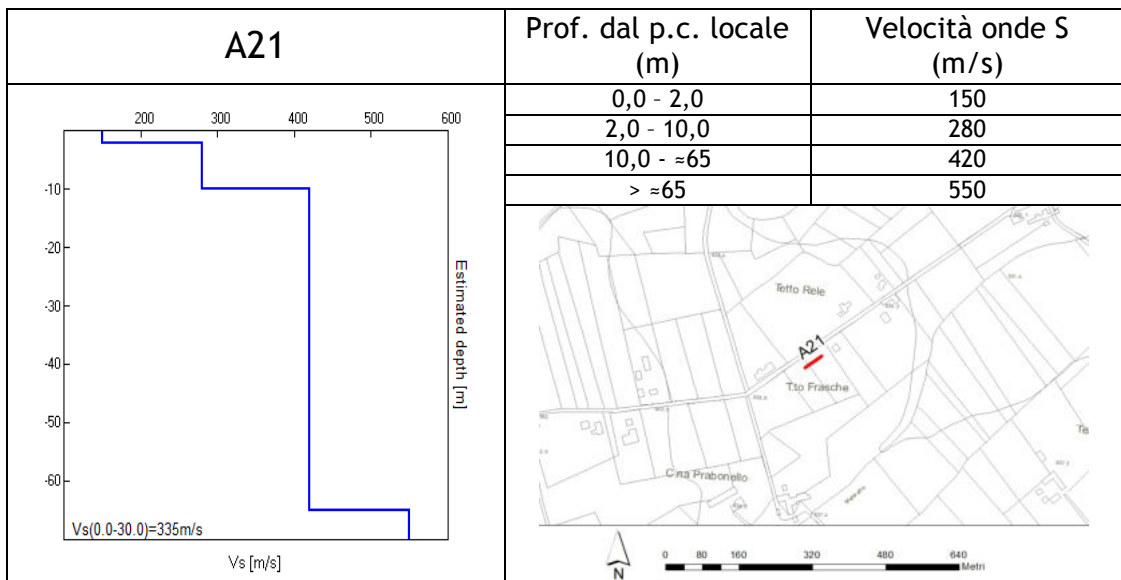 A21
Prof. dal p.c. locale
(m)
Velocità onde S
(m/s)
0,0 – 2,0 150
2,0 – 10,0 280
10,0 - ≈65 420
> ≈65 550
200 300 400 500 600
-10
-20
-30
-40
-50
-60
Estimated depth [m]
Vs(0.0-30.0)=335m/s
Vs [m/s]
Tetto Rele
A21
T.to Frasche
C.na Prabonello
Te
N
0 80 160 320 480 640
Metri